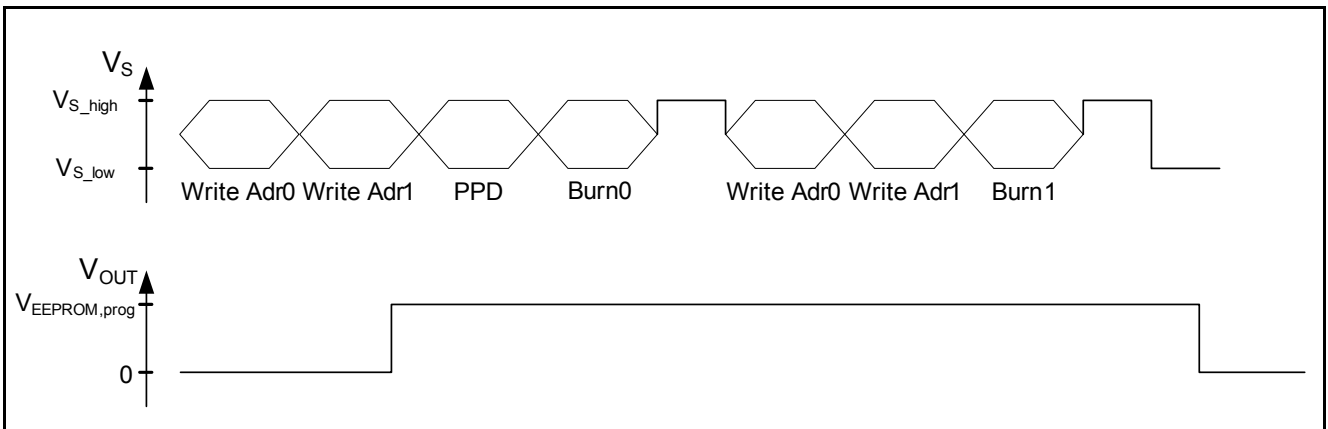 VS
VS_high
VS_low
Write Adr0 Write Adr1 PPD Burn0 Write Adr0 Write Adr1 Burn1
VOUT
VEEPROM,prog
0